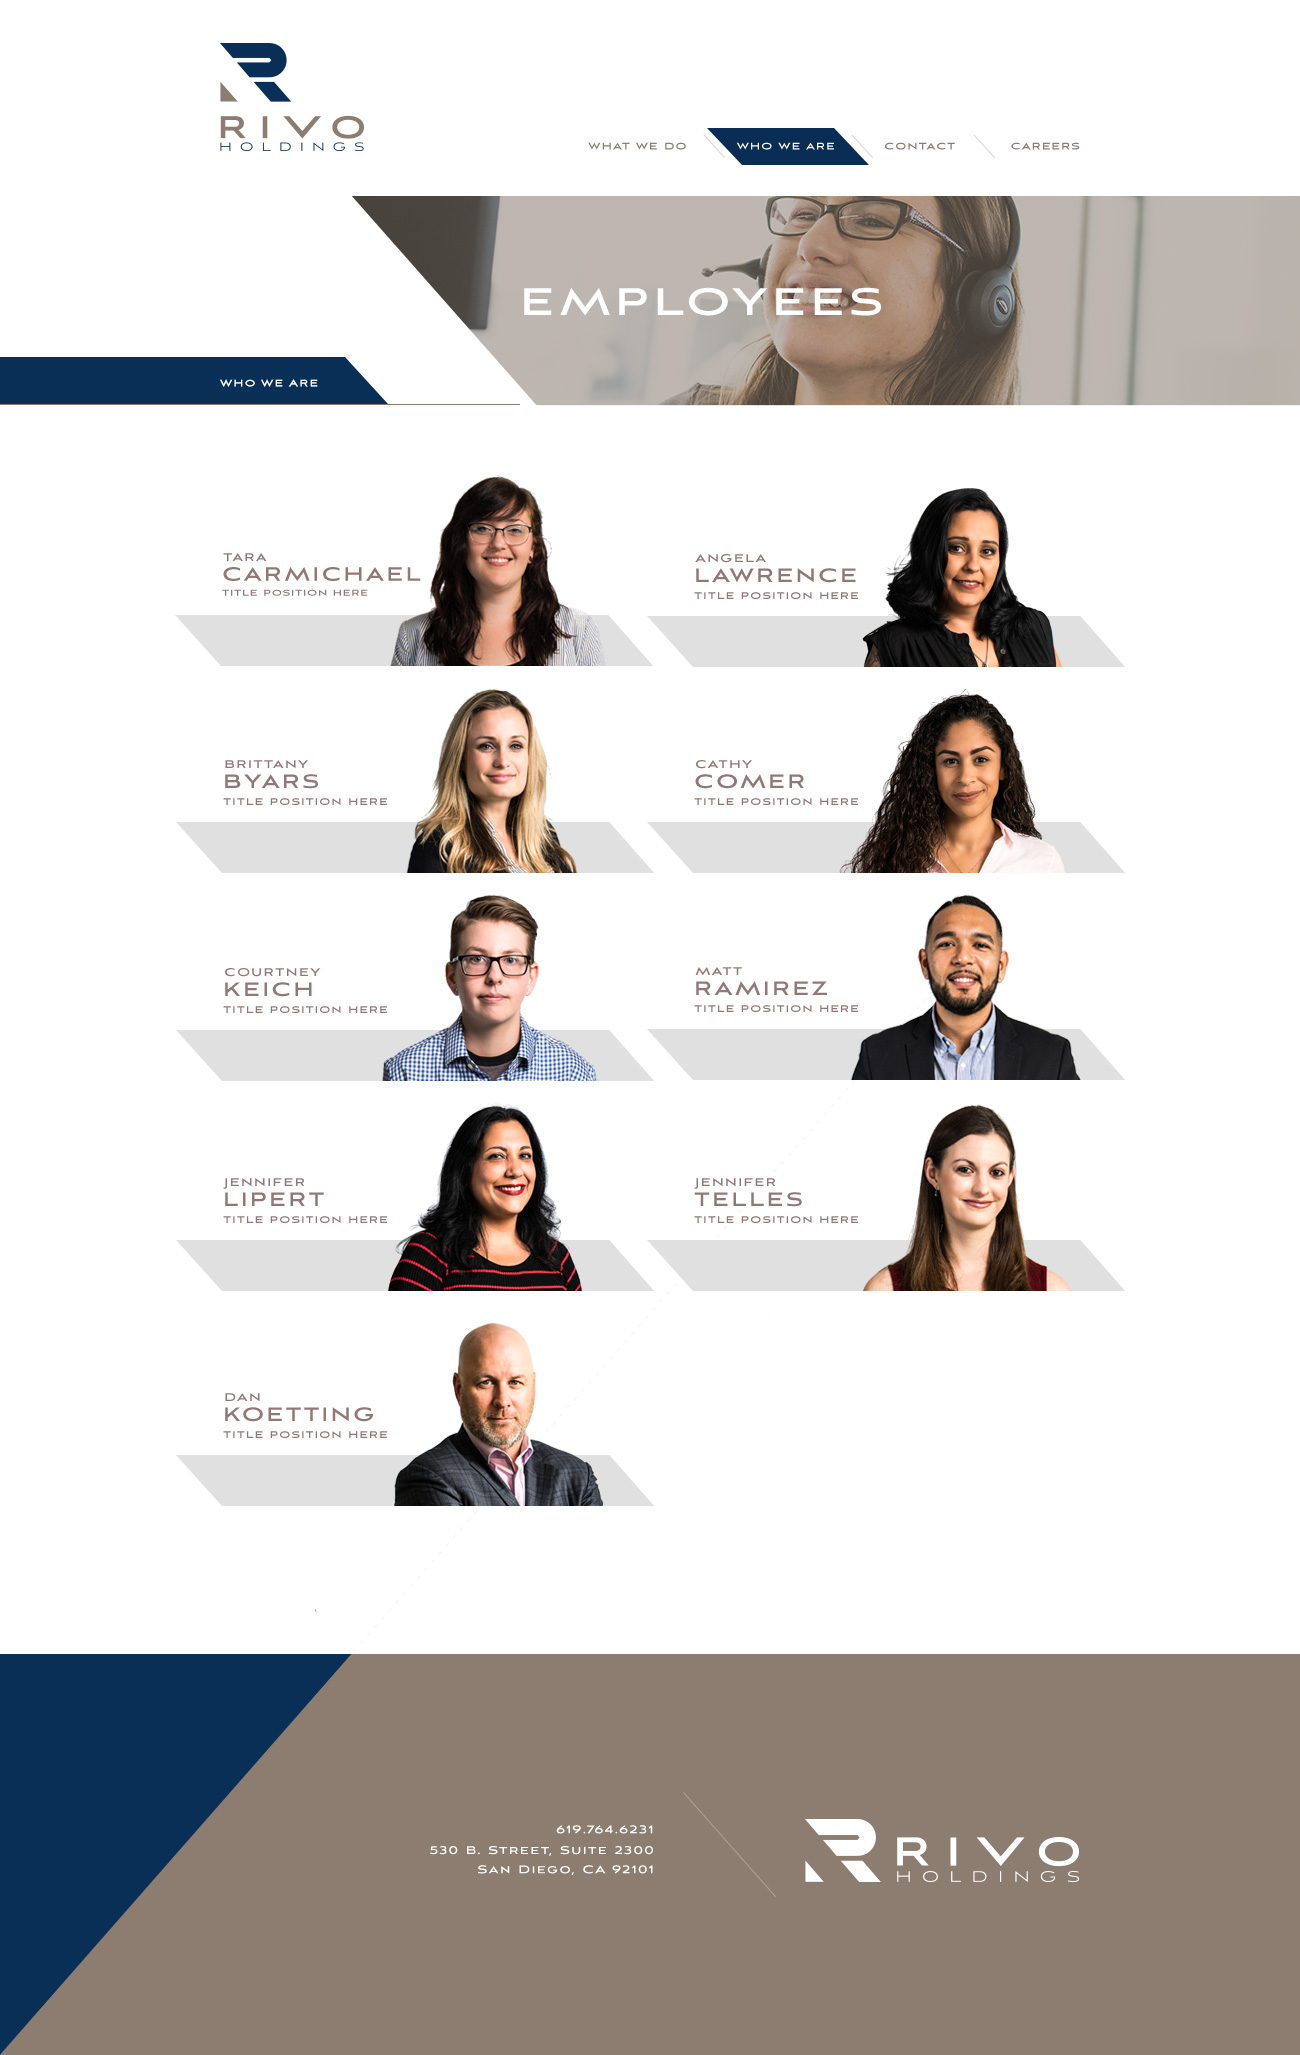 RIVO
HOLDINGS
WHAT WE DO
WHO WE ARE
CONTACT
CAREERS
EMPLOYEES
WHO WE ARE
TARA
CARMICHAEL
TITLE POSITION HERE
ANGELA
LAWRENCE
TITLE POSITION HERE
BRITTANY
BYARS
TITLE POSITION HERE
CATHY
COMER
TITLE POSITION HERE
COURTNEY
KEICH
TITLE POSITION HERE
MATT
RAMIREZ
TITLE POSITION HERE
JENNIFER
LIPERT
TITLE POSITION HERE
JENNIFER
TELLES
TITLE POSITION HERE
DAN
KOETTING
TITLE POSITION HERE
619.764.6231
530 B. STREET, SUITE 2300
SAN DIEGO, CA 92101
RIVO
HOLDINGS